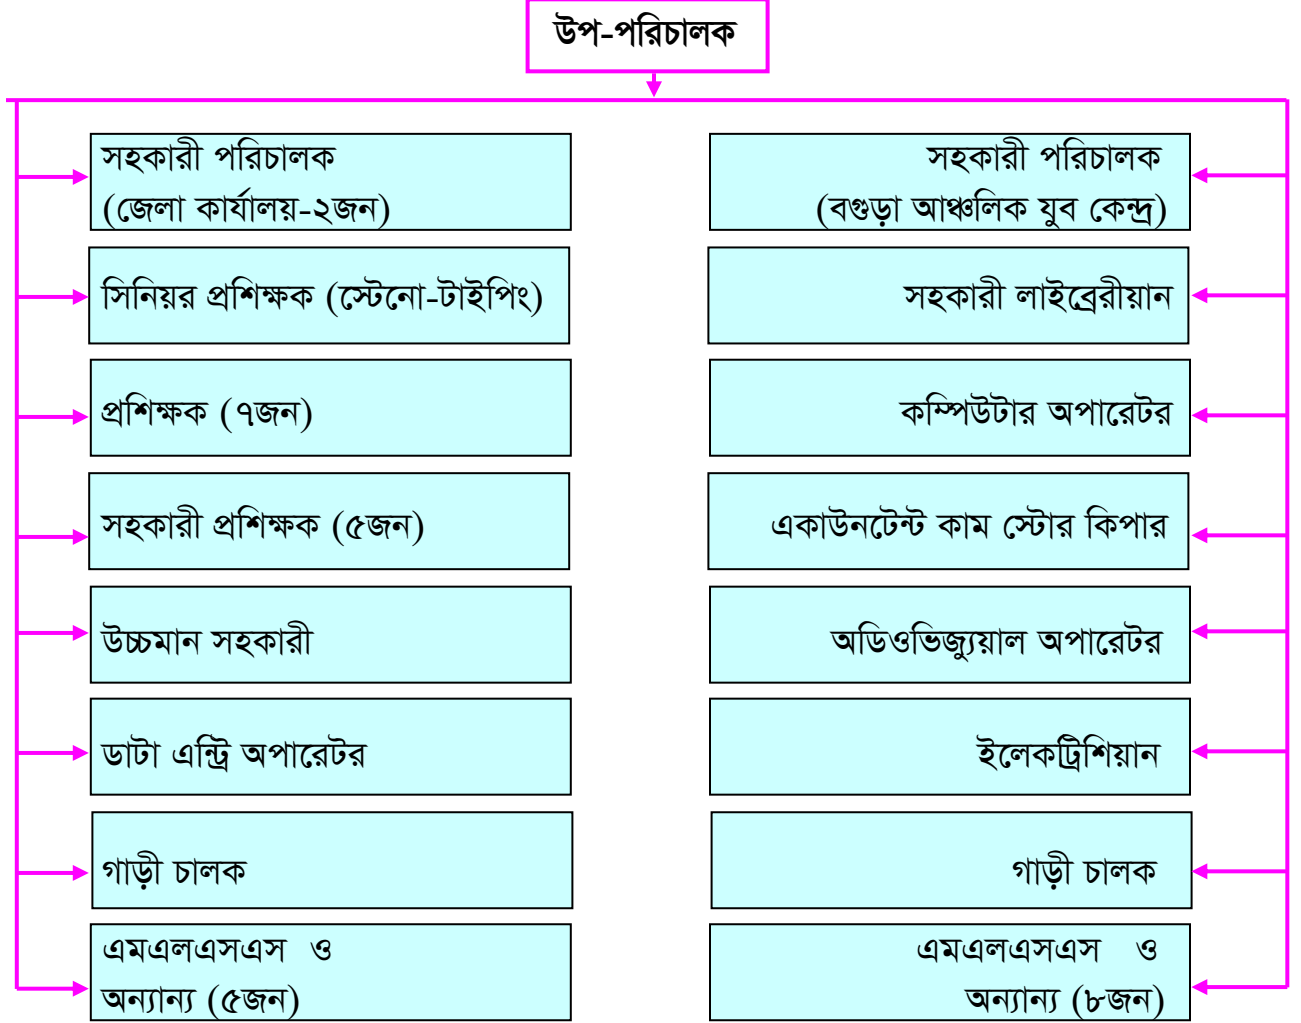 উপ-পরিচালক
সহকারী পরিচালক
(জেলা কার্যালয়-২জন)
সিনিয়র প্রশিক্ষক (স্টেনো-টাইপিং)
প্রশিক্ষক (৭জন)
সহকারী প্রশিক্ষক (৫জন)
উচ্চমান সহকারী
ডাটা এন্ট্রি অপারেটর
গাড়ী চালক
এমএলএসএস ও
অন্যান্য (৫জন)
সহকারী পরিচালক
(বগুড়া আঞ্চলিক যুব কেন্দ্র)
সহকারী লাইব্রেরীয়ান
কম্পিউটার অপারেটর
একাউনটেন্ট কাম স্টোর কিপার
অডিওভিজ্যুয়াল অপারেটর
ইলেকট্রিশিয়ান
গাড়ী চালক
এমএলএসএস ও
অন্যান্য (৮জন)